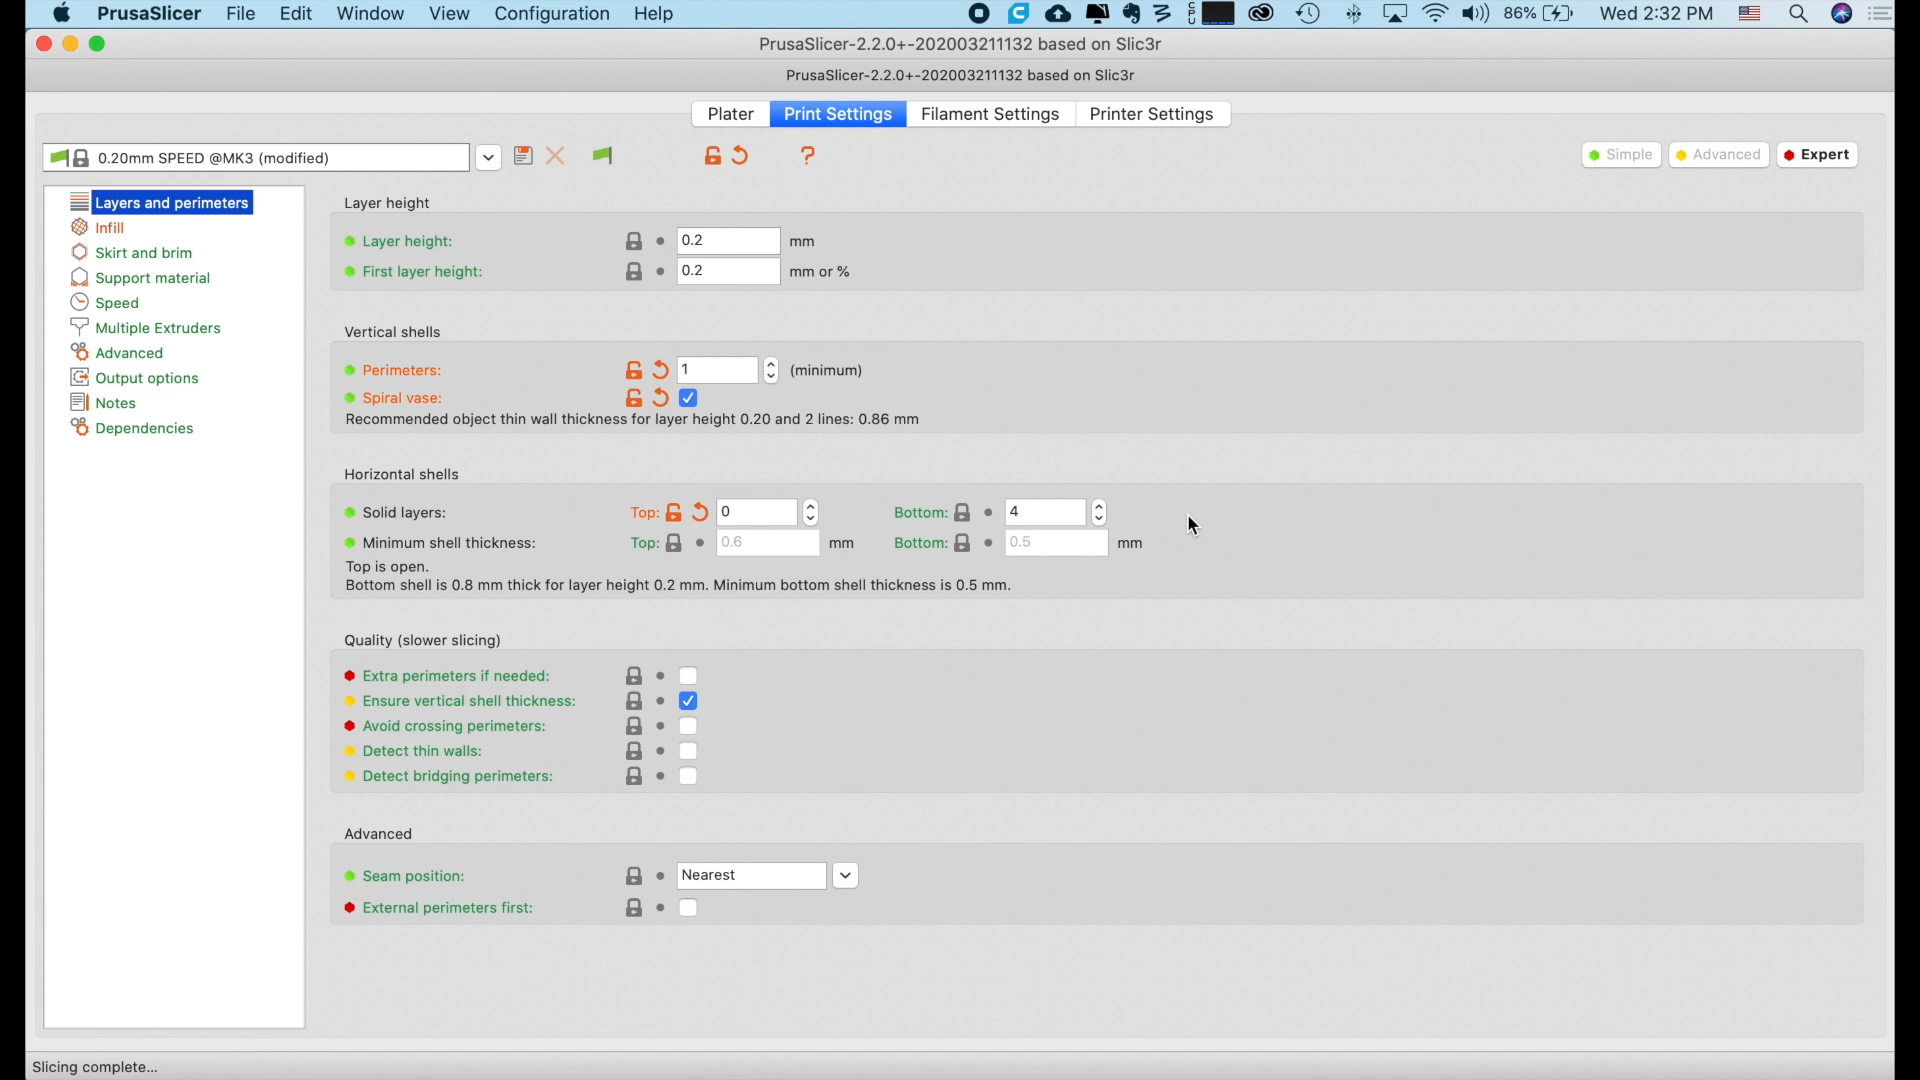 PrusaSlicer File Edit Window View Configuration Help CPU 86% Wed 2:32 PM
PrusaSlicer-2.2.0+-202003211132 based on Slic3r
PrusaSlicer-2.2.0+-202003211132 based on Slic3r
Plater Print Settings Filament Settings Printer Settings
0.20mm SPEED @MK3 (modified) ? Simple Advanced Expert
Layers and perimeters
Infill
Skirt and brim
Support material
Speed
Multiple Extruders
Advanced
Output options
Notes
Dependencies
Layer height
Layer height: 0.2 mm
First layer height: 0.2 mm or %
Vertical shells
Perimeters: 1 (minimum)
Spiral vase:
Recommended object thin wall thickness for layer height 0.20 and 2 lines: 0.86 mm
Horizontal shells
Solid layers: Top: 0 Bottom: 4
Minimum shell thickness: Top: 0.6 mm Bottom: 0.5 mm
Top is open.
Bottom shell is 0.8 mm thick for layer height 0.2 mm. Minimum bottom shell thickness is 0.5 mm.
Quality (slower slicing)
Extra perimeters if needed:
Ensure vertical shell thickness:
Avoid crossing perimeters:
Detect thin walls:
Detect bridging perimeters:
Advanced
Seam position: Nearest
External perimeters first:
Slicing complete...